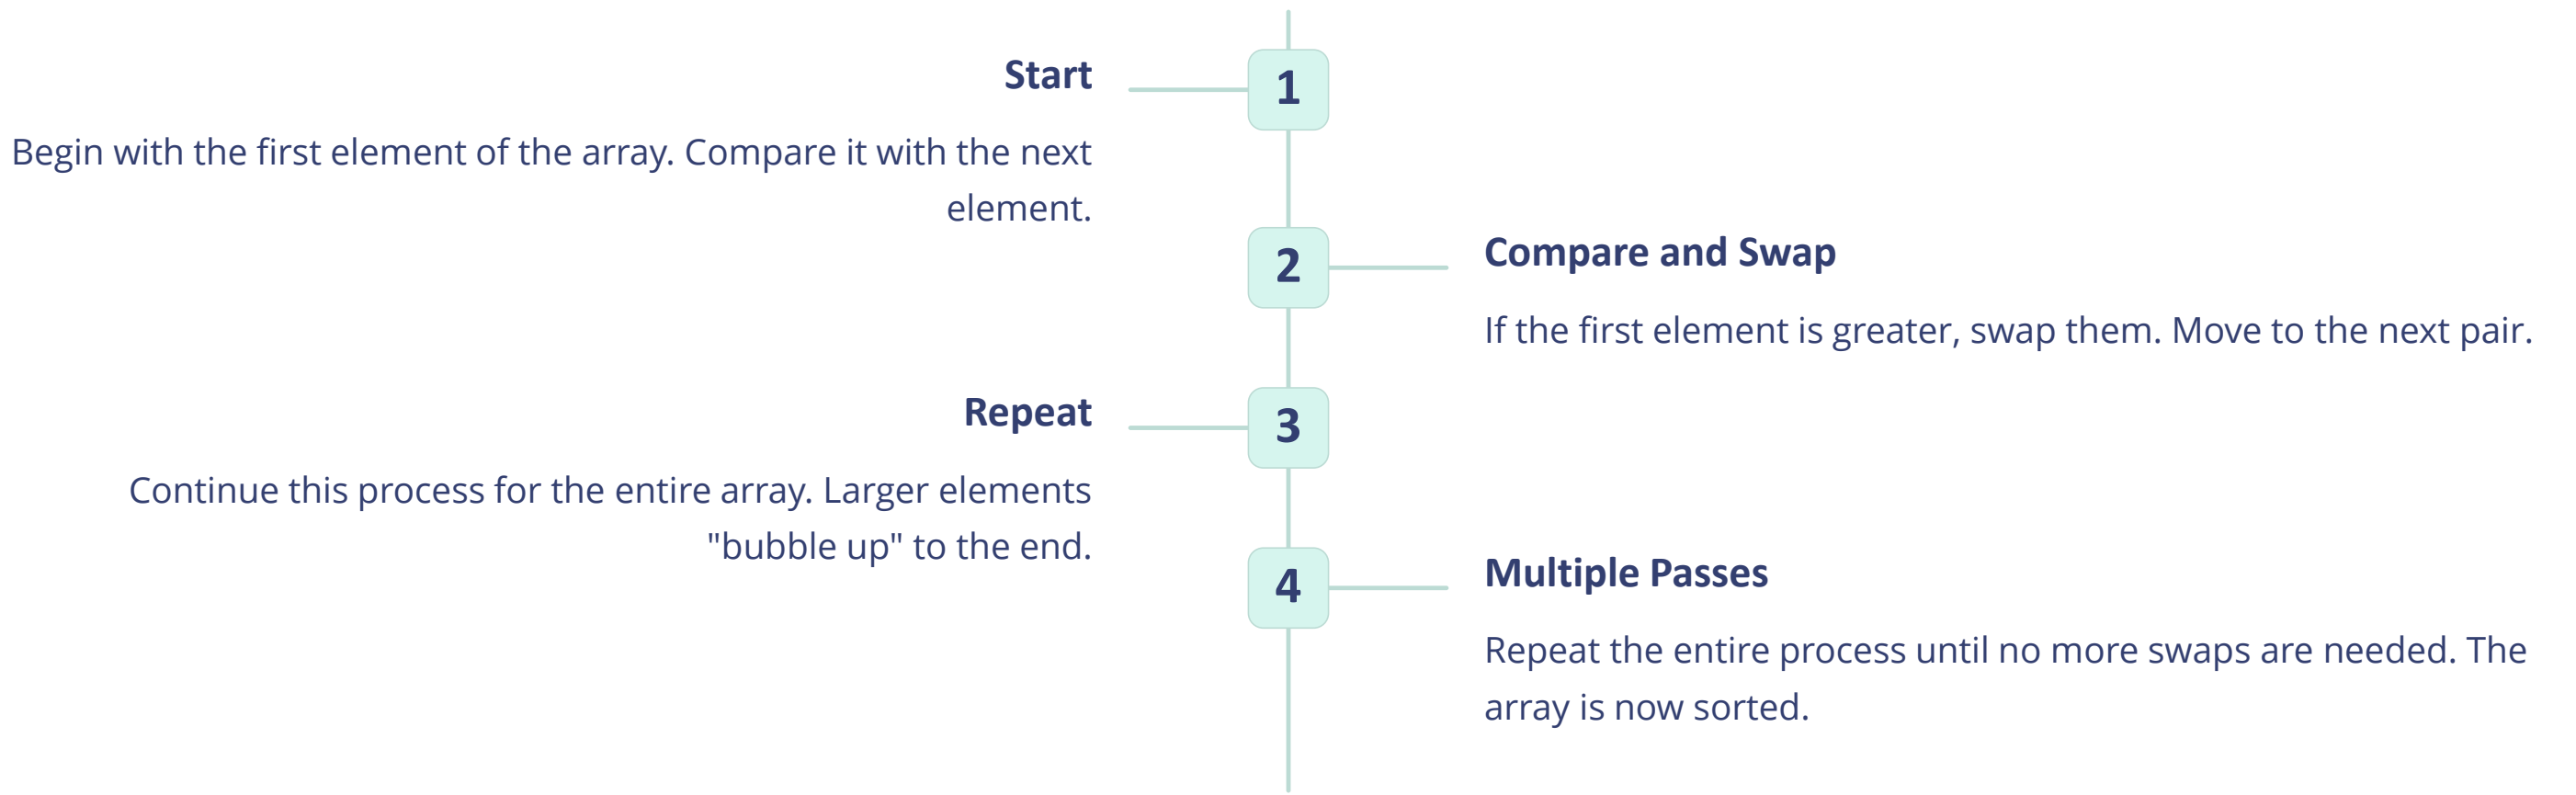 Start
1
Begin with the first element of the array. Compare it with the next
element.
2
Compare and Swap
If the first element is greater, swap them. Move to the next pair.
Repeat
3
Continue this process for the entire array. Larger elements
"bubble up" to the end.
4
Multiple Passes
Repeat the entire process until no more swaps are needed. The
array is now sorted.